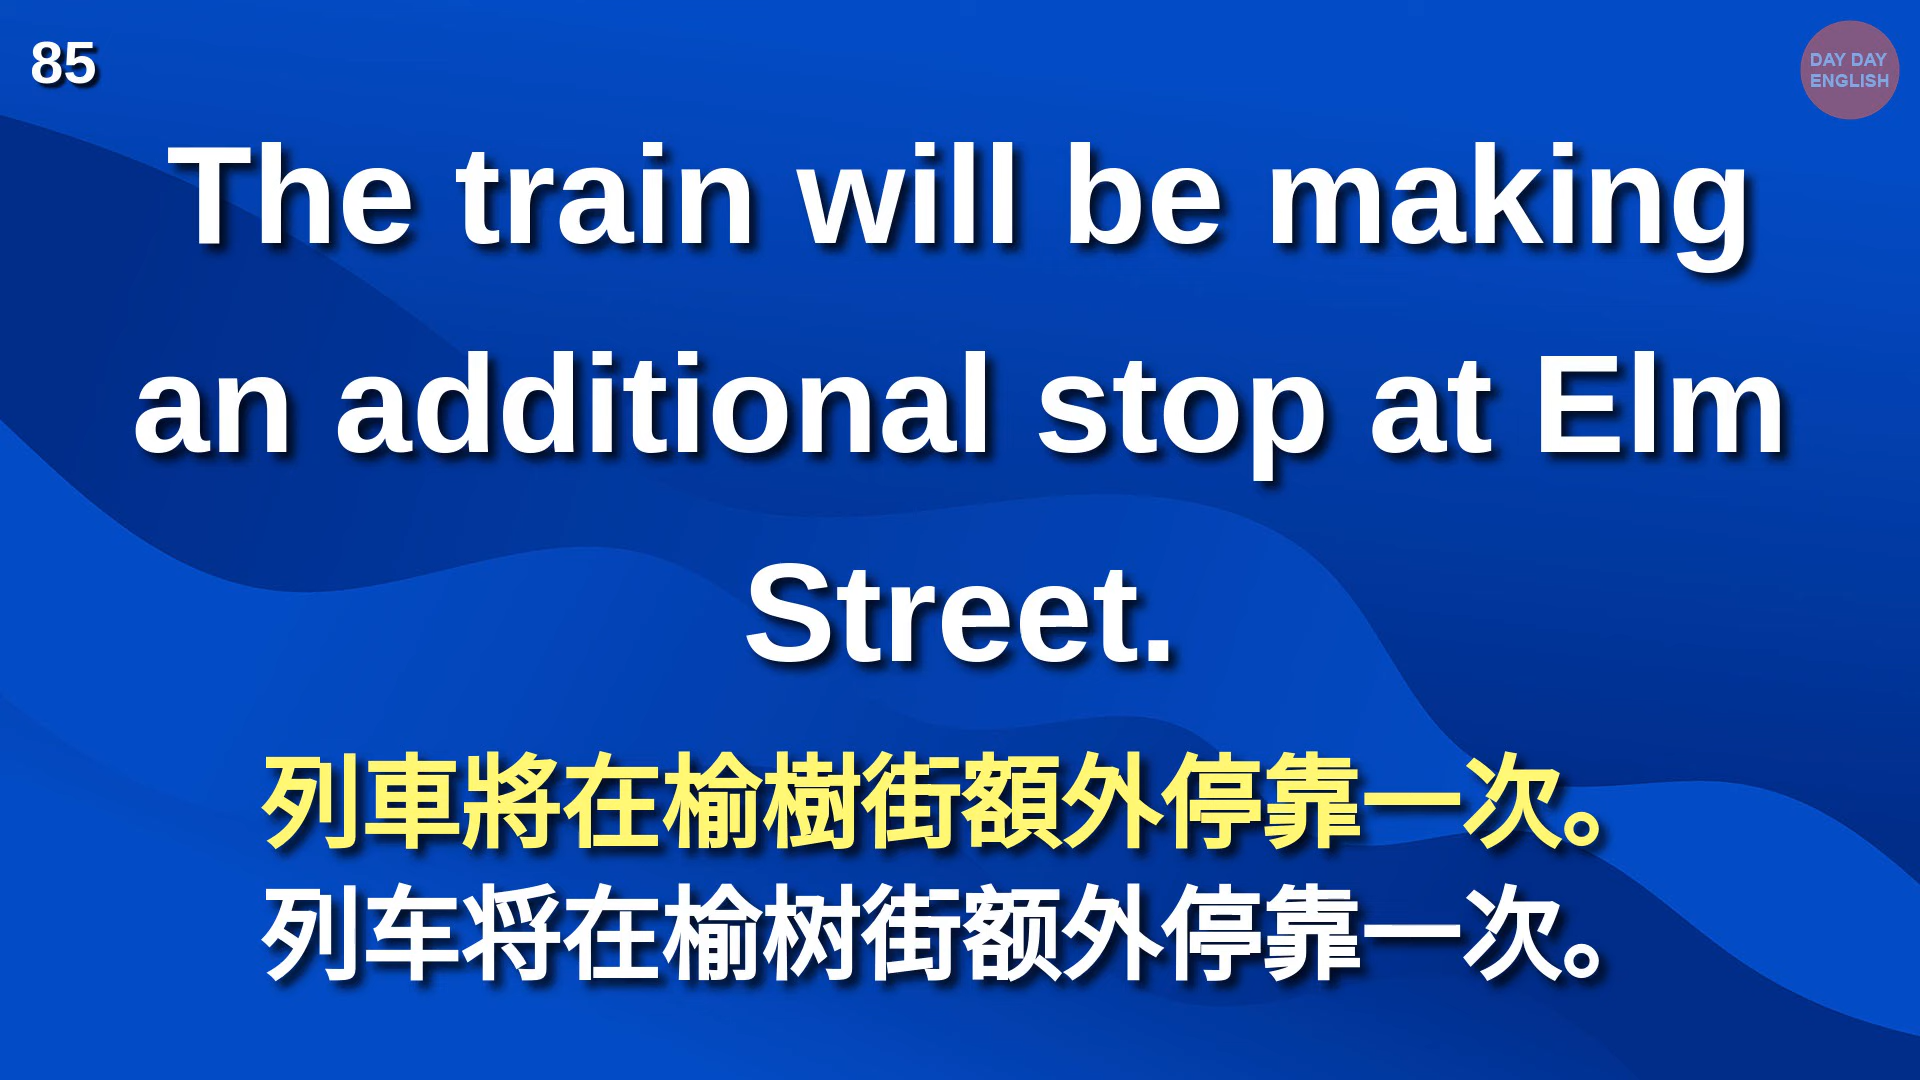 85
DAY DAY
ENGLISH
The train will be making
an additional stop at Elm
Street.
列車將在榆樹街額外停靠一次。
列车将在榆树街额外停靠一次。